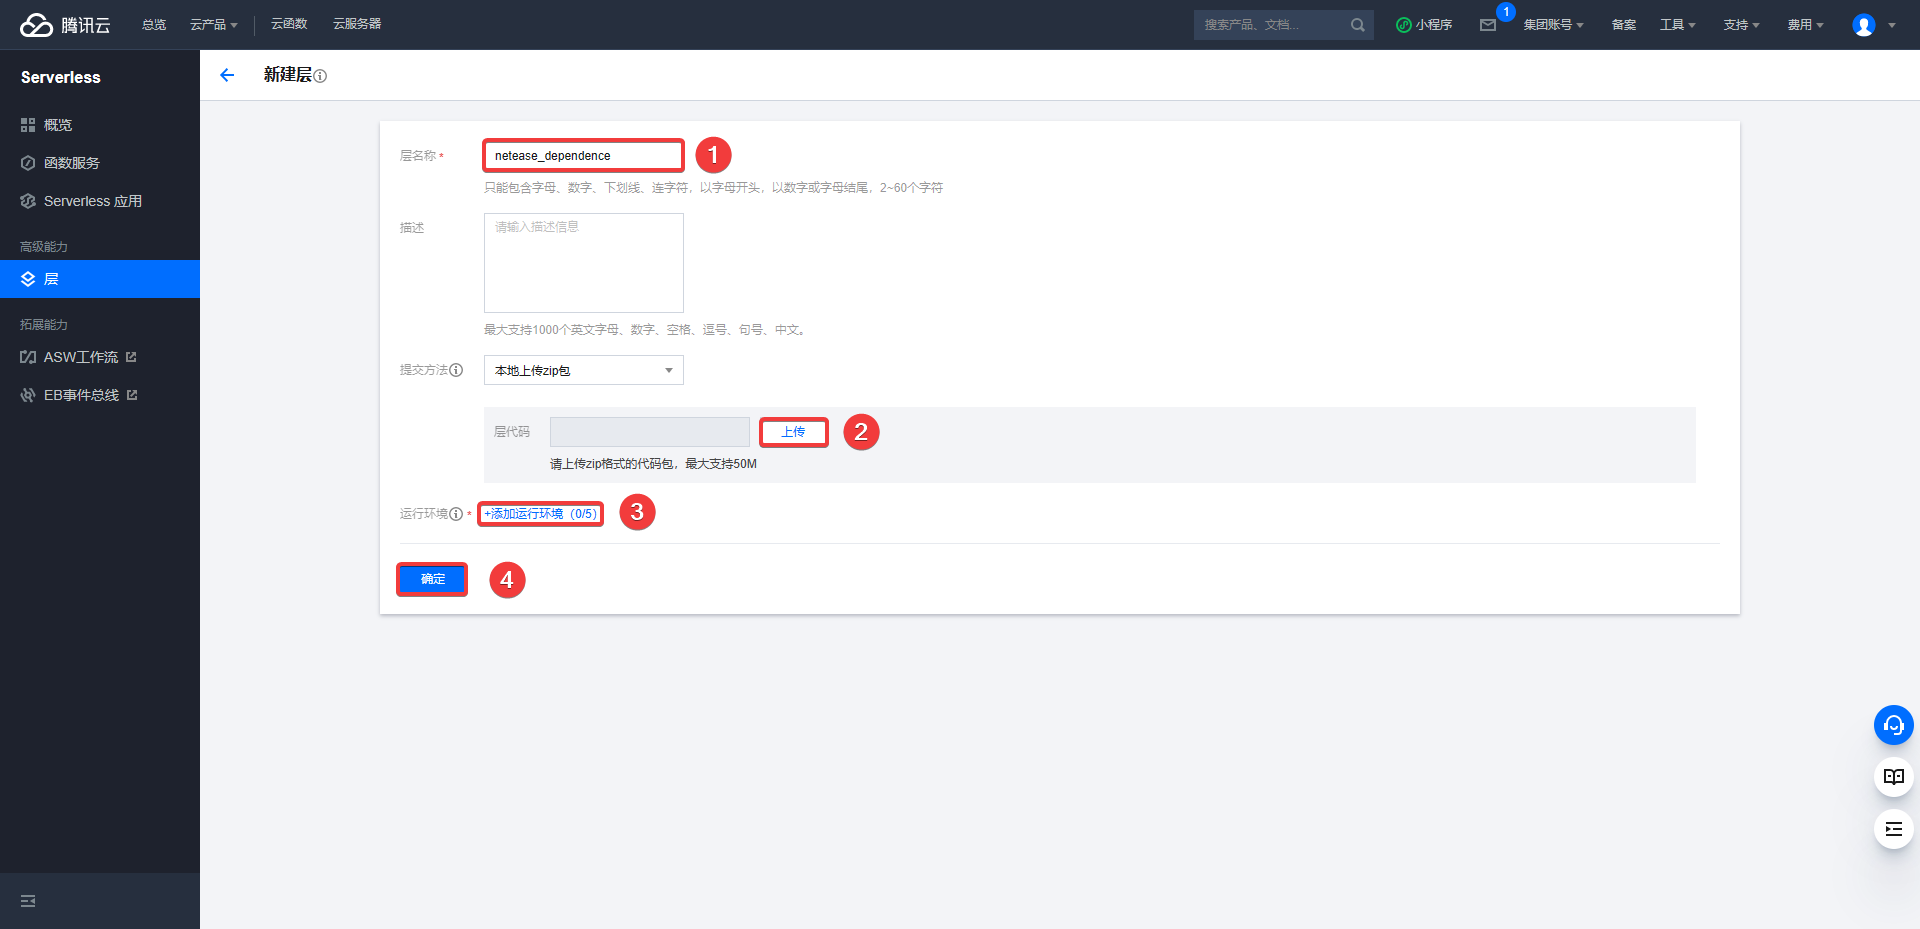 腾讯云 总览 云产品 云函数 云服务器 搜索产品、文档... 小程序 1 集团账号 备案 工具 支持 费用
Serverless
新建层
概览
函数服务
Serverless 应用
高级能力
层
拓展能力
ASW工作流
EB事件总线
层名称 * netease_dependence 1
只能包含字母、数字、下划线、连字符，以字母开头，以数字或字母结尾，2~60个字符
描述 请输入描述信息
最大支持1000个英文字母、数字、空格、逗号、句号、中文。
提交方法 本地上传zip包
层代码 上传 2
请上传zip格式的代码包，最大支持50M
运行环境 * +添加运行环境（0/5） 3
确定 4